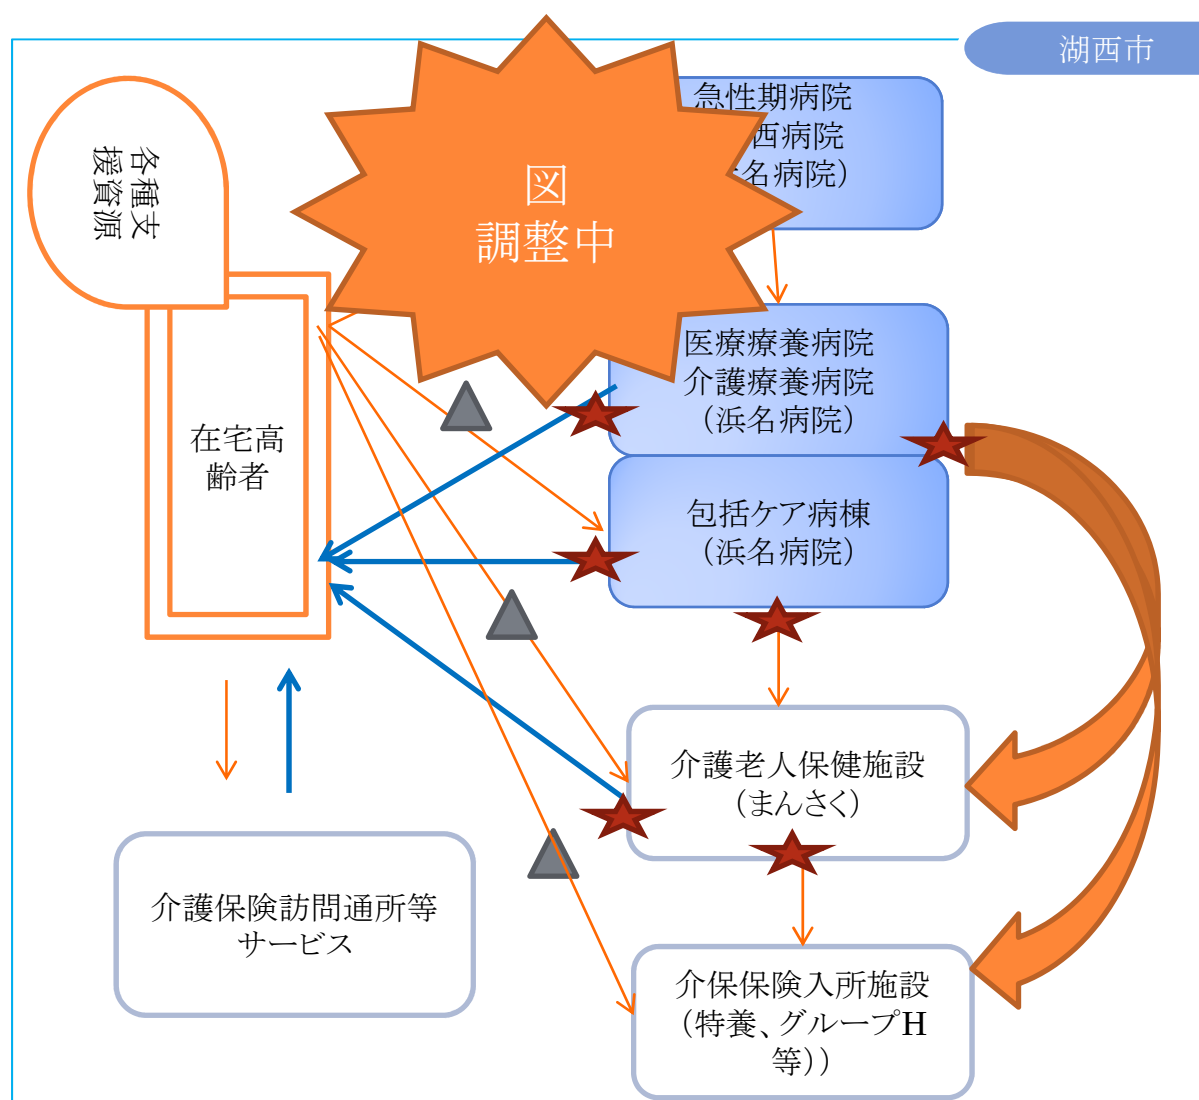 湖西市
急性期病院
西病院
名病院）
図
調整中
各種支
援資源
医療療養病院
介護療養病院
（浜名病院）
在宅高
齢者
包括ケア病棟
（浜名病院）
介護老人保健施設
（まんさく）
介護保険訪問通所等
サービス
介保保険入所施設
（特養、グループH
等））